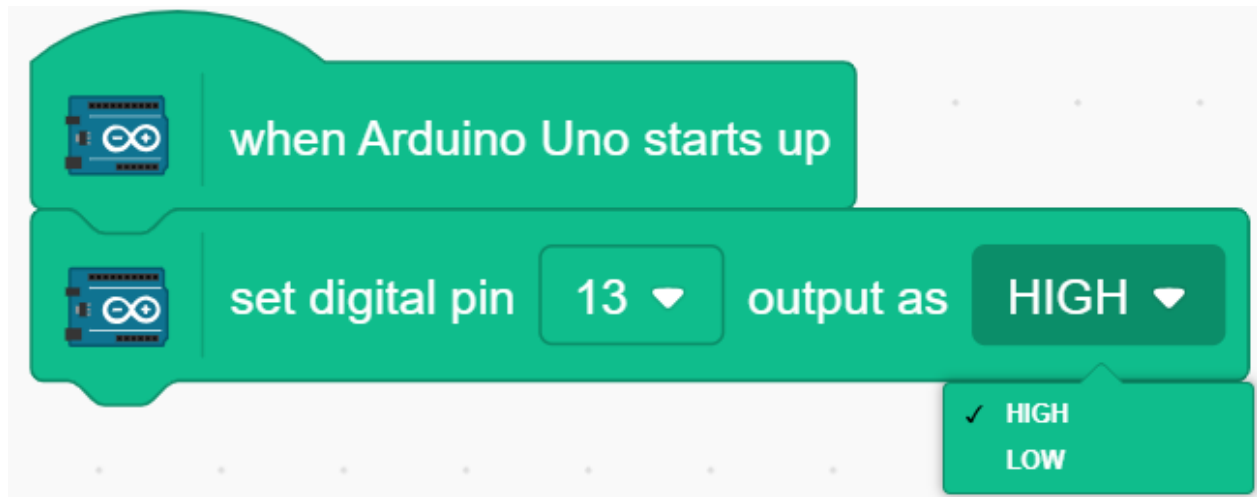 when Arduino Uno starts up
set digital pin 13 output as HIGH
✓ HIGH
LOW